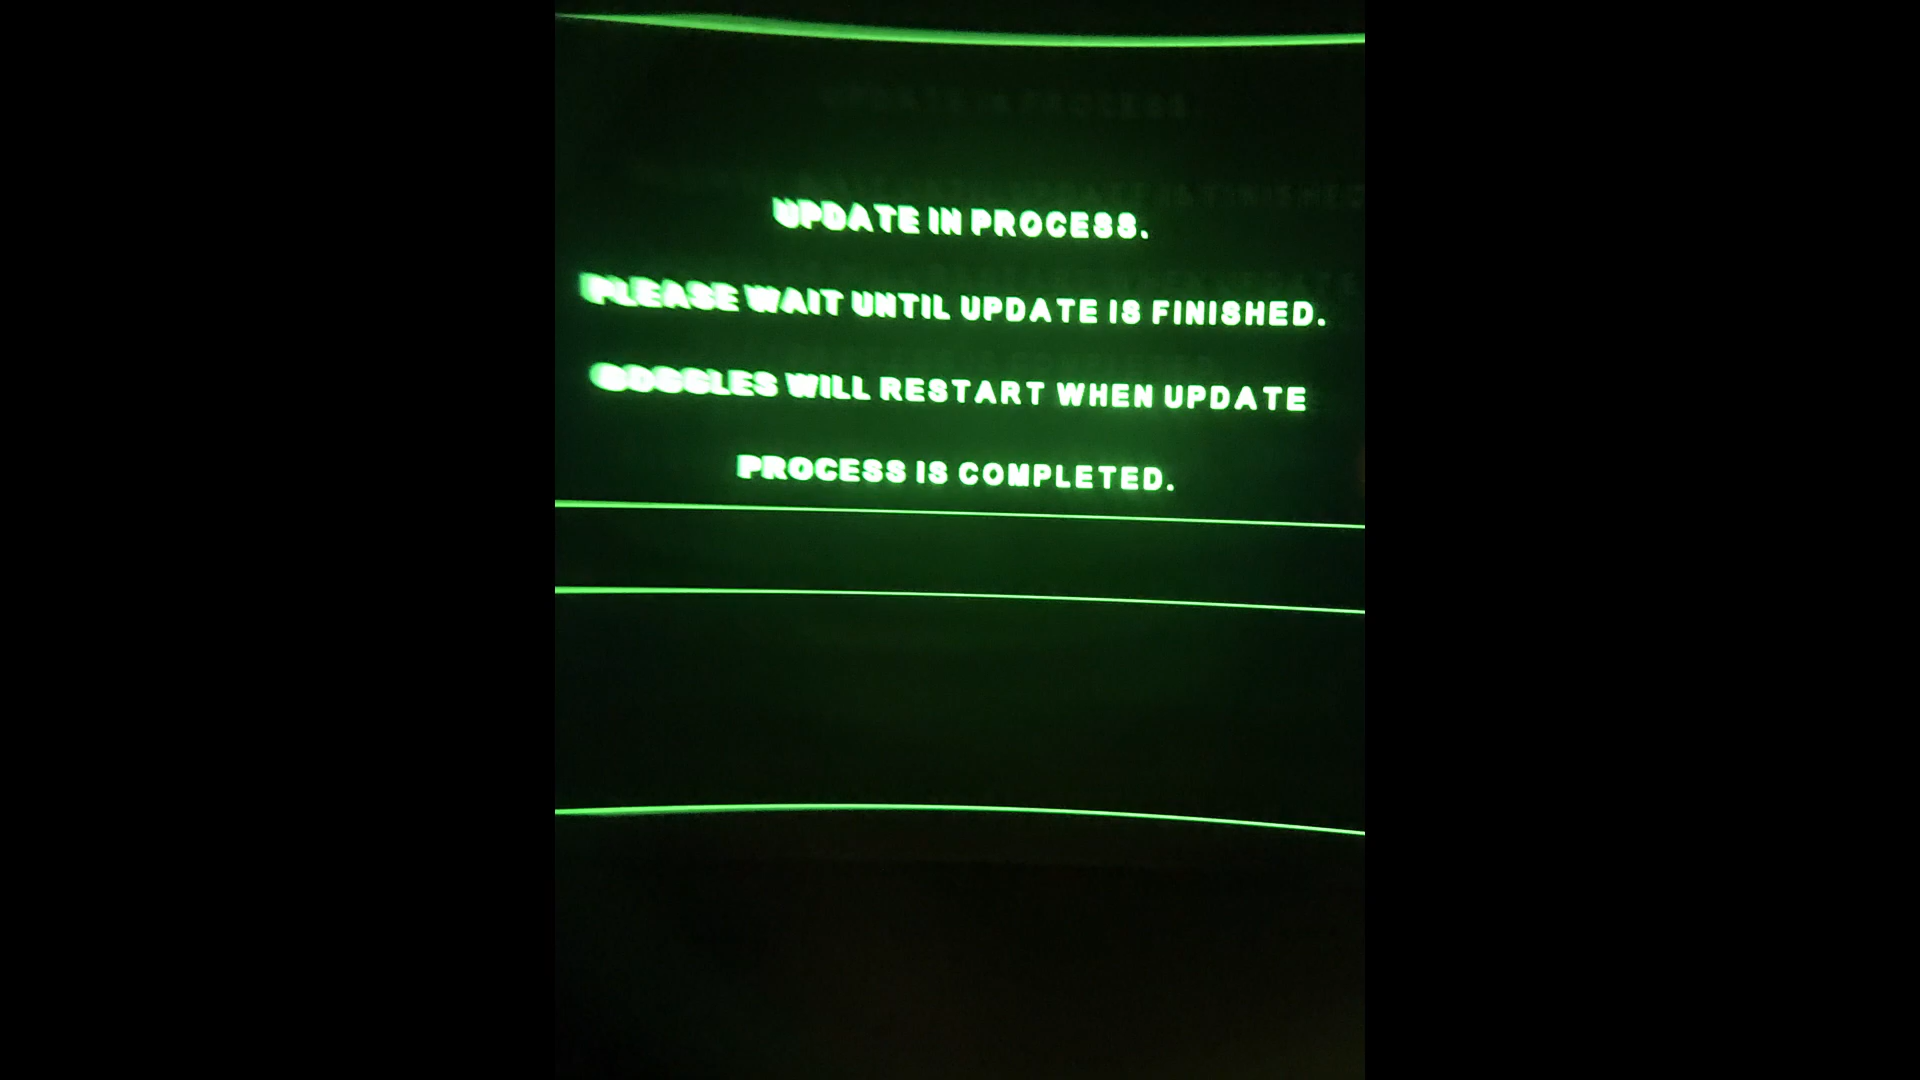 UPDATE IN PROCESS.
PLEASE WAIT UNTIL UPDATE IS FINISHED.
GOGGLES WILL RESTART WHEN UPDATE
PROCESS IS COMPLETED.